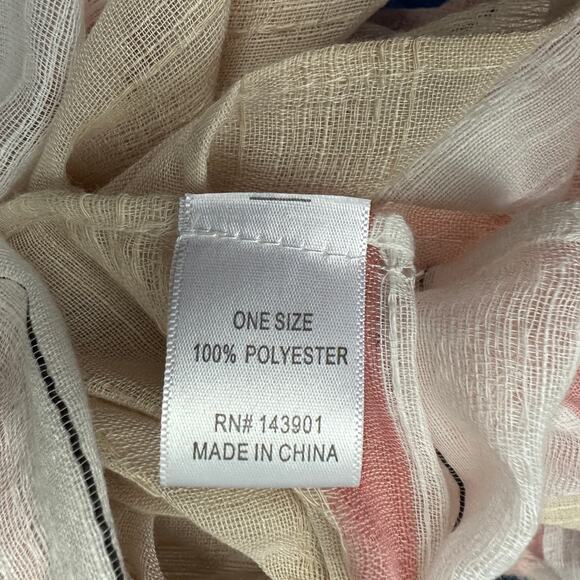 ONE SIZE
100% POLYESTER
RN# 143901
MADE IN CHINA